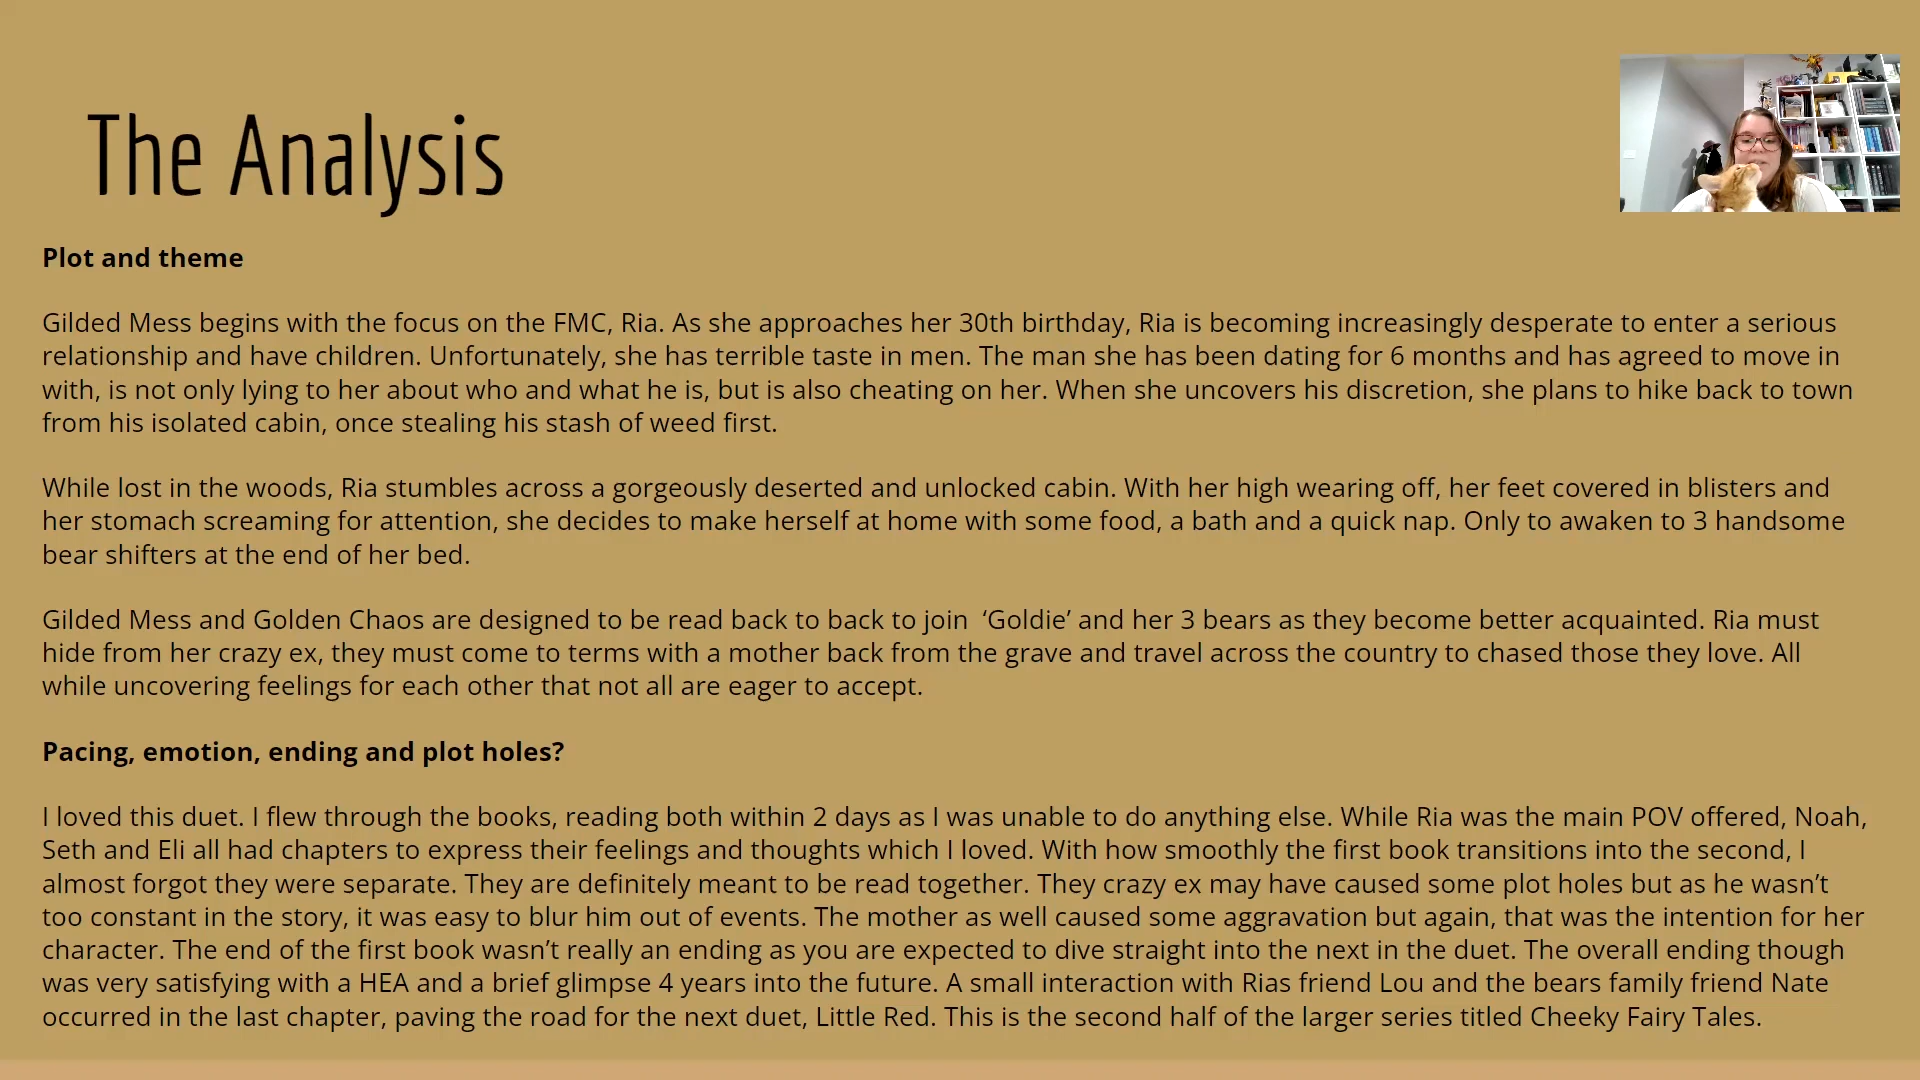 The Analysis
Plot and theme
Gilded Mess begins with the focus on the FMC, Ria. As she approaches her 30th birthday, Ria is becoming increasingly desperate to enter a serious
relationship and have children. Unfortunately, she has terrible taste in men. The man she has been dating for 6 months and has agreed to move in
with, is not only lying to her about who and what he is, but is also cheating on her. When she uncovers his discretion, she plans to hike back to town
from his isolated cabin, once stealing his stash of weed first.
While lost in the woods, Ria stumbles across a gorgeously deserted and unlocked cabin. With her high wearing off, her feet covered in blisters and
her stomach screaming for attention, she decides to make herself at home with some food, a bath and a quick nap. Only to awaken to 3 handsome
bear shifters at the end of her bed.
Gilded Mess and Golden Chaos are designed to be read back to back to join  ‘Goldie’ and her 3 bears as they become better acquainted. Ria must
hide from her crazy ex, they must come to terms with a mother back from the grave and travel across the country to chased those they love. All
while uncovering feelings for each other that not all are eager to accept.
Pacing, emotion, ending and plot holes?
I loved this duet. I flew through the books, reading both within 2 days as I was unable to do anything else. While Ria was the main POV offered, Noah,
Seth and Eli all had chapters to express their feelings and thoughts which I loved. With how smoothly the first book transitions into the second, I
almost forgot they were separate. They are definitely meant to be read together. They crazy ex may have caused some plot holes but as he wasn’t
too constant in the story, it was easy to blur him out of events. The mother as well caused some aggravation but again, that was the intention for her
character. The end of the first book wasn’t really an ending as you are expected to dive straight into the next in the duet. The overall ending though
was very satisfying with a HEA and a brief glimpse 4 years into the future. A small interaction with Rias friend Lou and the bears family friend Nate
occurred in the last chapter, paving the road for the next duet, Little Red. This is the second half of the larger series titled Cheeky Fairy Tales.